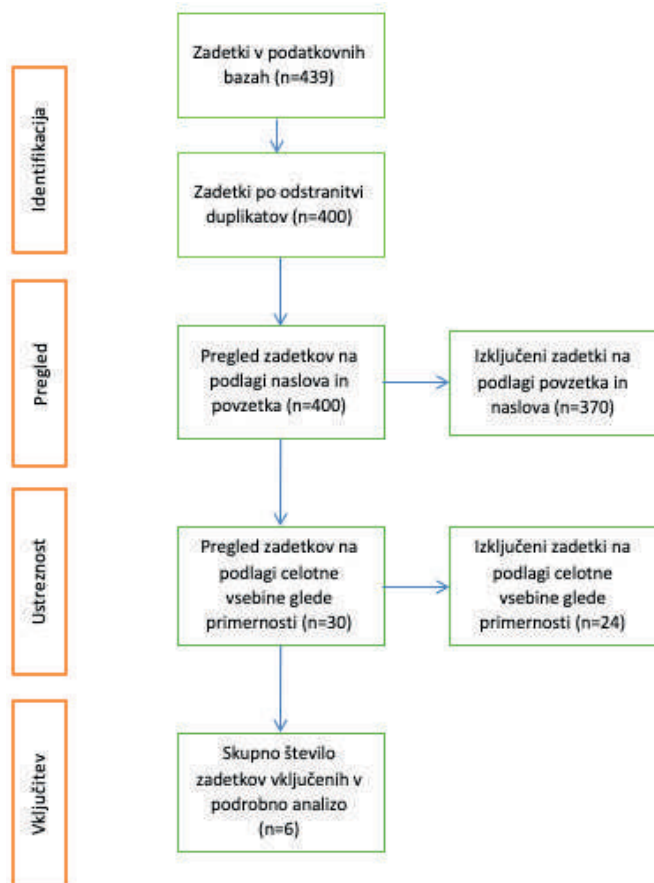 Identifikacija
Zadetki v podatkovnih
bazah (n=439)
Zadetki po odstranitvi
duplikatov (n=400)
Pregled
Pregled zadetkov na
podlagi naslova in
povzetka (n=400)
Izključeni zadetki na
podlagi povzetka in
naslova (n=370)
Ustreznost
Pregled zadetkov na
podlagi celotne
vsebine glede
primernosti (n=30)
Izključeni zadetki na
podlagi celotne
vsebine glede
primernosti (n=24)
Vključitev
Skupno število
zadetkov vključenih v
podrobno analizo
(n=6)